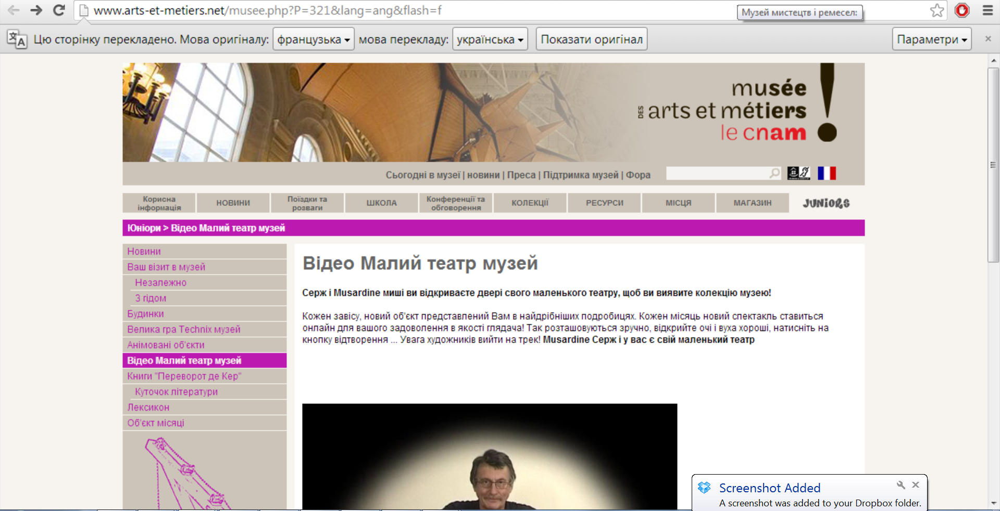 www.arts-et-metiers.net/musee.php?P=321&lang=ang&flash=f
Музей мистецтв і ремесел:
Цю сторінку перекладено. Мова оригіналу: французька мова перекладу: українська Показати оригінал Параметри
musée
DES arts et métiers
le cnam
Сьогодні в музеї | новини | Преса | Підтримка музей | Фора
Корисна інформація
НОВИНИ
Поїздки та розваги
ШКОЛА
Конференції та обговорення
КОЛЕКЦІЇ
РЕСУРСИ
МІСЦЯ
МАГАЗИН
JUNiORS
Юніори > Відео Малий театр музей
Новини
Ваш візит в музей
Незалежно
З гідом
Будинки
Велика гра Technix музей
Анімовані об'єкти
Відео Малий театр музей
Книги "Переворот де Кер"
Куточок літератури
Лексикон
Об'єкт місяці
Відео Малий театр музей
Серж і Musardine миші ви відкриваєте двері свого маленького театру, щоб ви виявите колекцію музею!
Кожен завісу, новий об'єкт представлений Вам в найдрібніших подробицях. Кожен місяць новий спектакль ставиться
онлайн для вашого задоволення в якості глядача! Так розташовуються зручно, відкрийте очі і вуха хороші, натисніть на
кнопку відтворення ... Увага художників вийти на трек! Musardine Серж і у вас є свій маленький театр
Screenshot Added
A screenshot was added to your Dropbox folder.